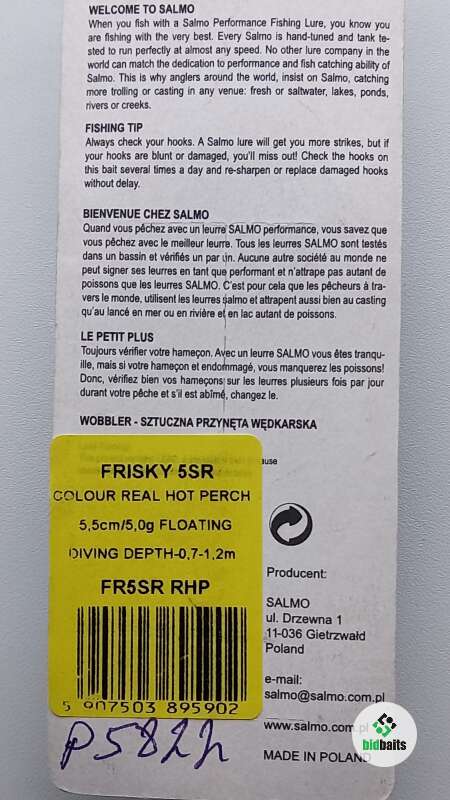 WELCOME TO SALMO
When you fish with a Salmo Performance Fishing Lure, you know you
are fishing with the very best. Every Salmo is hand-tuned and tank te-
sted to run perfectly at almost any speed. No other lure company in the
world can match the dedication to performance and fish catching ability of
Salmo. This is why anglers around the world, insist on Salmo, catching
more trolling or casting in any venue: fresh or saltwater, lakes, ponds,
rivers or creeks.
FISHING TIP
Always check your hooks. A Salmo lure will get you more strikes, but if
your hooks are blunt or damaged, you'll miss out! Check the hooks on
this bait several times a day and re-sharpen or replace damaged hooks
without delay.
BIENVENUE CHEZ SALMO
Quand vous pêchez avec un leurre SALMO performance, vous savez que
vous pêchez avec le meilleur leurre. Tous les leurres SALMO sont testés
dans un bassin et vérifiés un par un. Aucune autre société au monde ne
peut signer ses leurres en tant que performant et n'attrape pas autant de
poissons que les leurres SALMO. C'est pour cela que les pêcheurs à tra-
vers le monde, utilisent les leurres salmo et attrapent aussi bien au casting
qu'au lancé en mer ou en rivière et en lac autant de poissons.
LE PETIT PLUS
Toujours vérifier votre hameçon. Avec un leurre SALMO vous êtes tranqu-
ille, mais si votre hameçon et endommagé, vous manquerez les poissons!
Donc, vérifiez bien vos hameçons sur les leurres plusieurs fois par jour
durant votre pêche et s'il est abîmé, changez le.
WOBBLER - SZTUCZNA PRZYNĘTA WĘDKARSKA
FRISKY 5SR
COLOUR REAL HOT PERCH
5,5cm/5,0g FLOATING
DIVING DEPTH-0,7-1,2m
FR5SR RHP
5 907503 895902
Producent:
SALMO
ul. Drzewna 1
11-036 Gietrzwałd
Poland
e-mail:
salmo@salmo.com.pl
www.salmo.com.pl
MADE IN POLAND
bidbaits